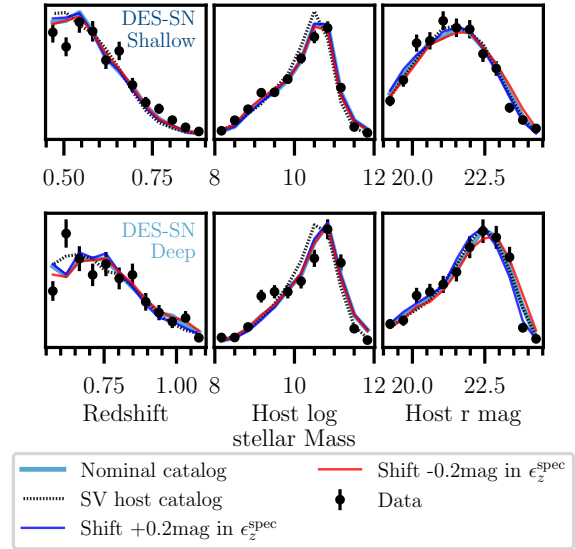 DES-SN
Shallow
0.50 0.75 8 10 12 20.0 22.5
DES-SN
Deep
0.75 1.00 8 10 12 20.0 22.5
Redshift Host log Host r mag
stellar Mass
Nominal catalog Shift -0.2mag in ϵ_z^spec
SV host catalog Data
Shift +0.2mag in ϵ_z^spec